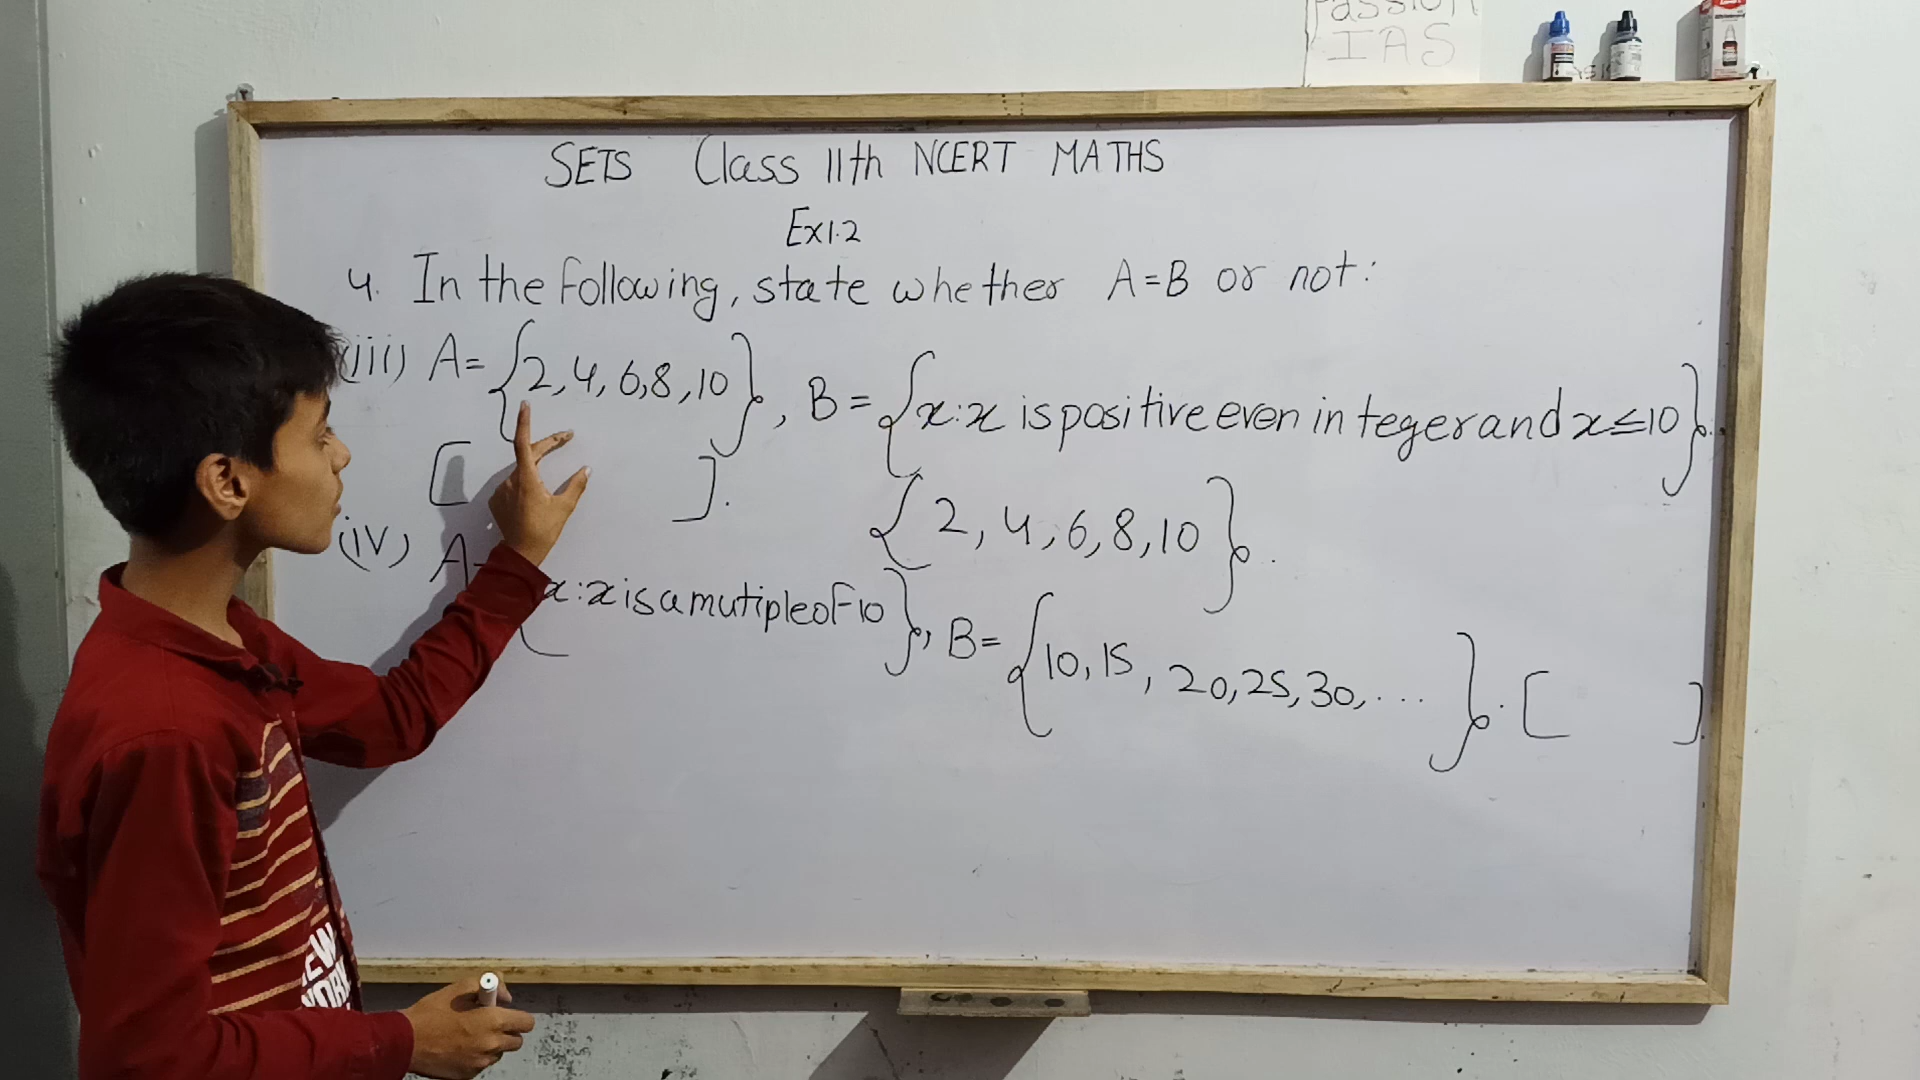 Passion
IAS
SETS Class 11th NCERT MATHS
Ex1.2
4. In the following, state whether A=B or not:
(iii) A= {2,4,6,8,10}, B = {x:x is positive even integer and x≤10}.
[ ].
{2,4,6,8,10}.
(iv) A= {x:x is a mutiple of 10}, B= {10,15,20,25,30,...}. [ ]
NEW
YORK